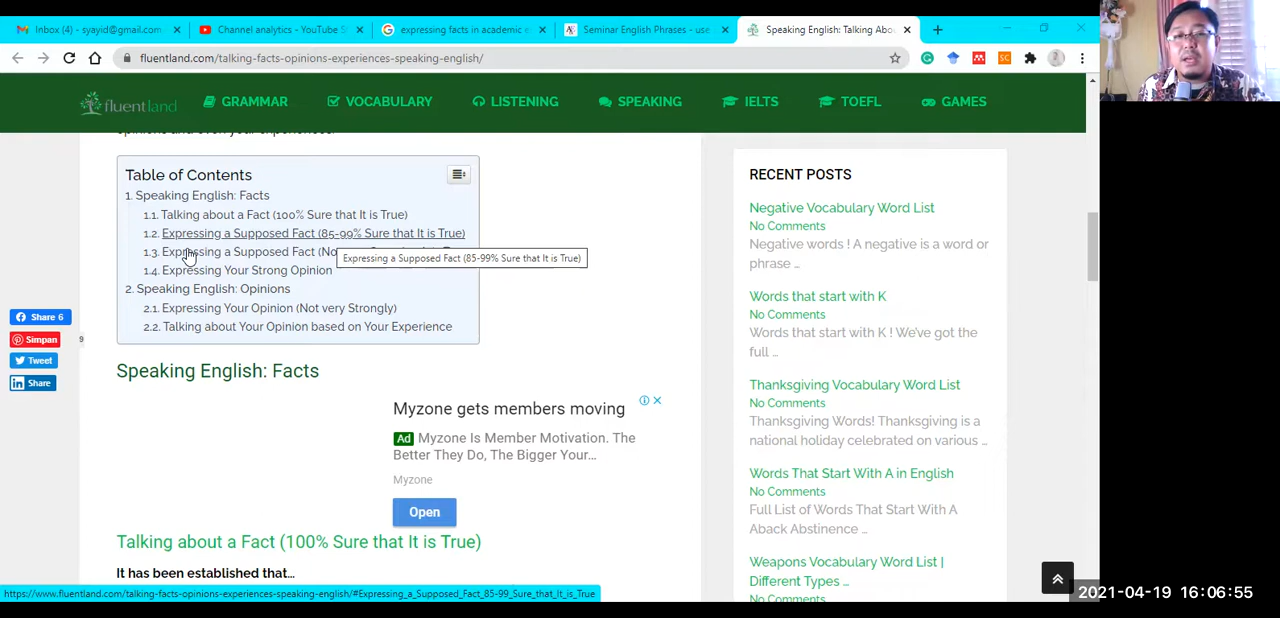 Inbox (4) - syayid@gmail.com
Channel analytics - YouTube S
expressing facts in academic e
Seminar English Phrases - use
Speaking English: Talking Abo
fluentland.com/talking-facts-opinions-experiences-speaking-english/
fluentland
GRAMMAR
VOCABULARY
LISTENING
SPEAKING
IELTS
TOEFL
GAMES
opinions and even your experiences.
Table of Contents
1. Speaking English: Facts
1.1. Talking about a Fact (100% Sure that It is True)
1.2. Expressing a Supposed Fact (85-99% Sure that It is True)
1.3. Expressing a Supposed Fact (No
Expressing a Supposed Fact (85-99% Sure that It is True)
1.4. Expressing Your Strong Opinion
2. Speaking English: Opinions
2.1. Expressing Your Opinion (Not very Strongly)
2.2. Talking about Your Opinion based on Your Experience
Share 6
Simpan
9
Tweet
Share
Speaking English: Facts
Myzone gets members moving
Ad Myzone Is Member Motivation. The
Better They Do, The Bigger Your...
Myzone
Open
Talking about a Fact (100% Sure that It is True)
It has been established that...
RECENT POSTS
Negative Vocabulary Word List
No Comments
Negative words ! A negative is a word or
phrase ...
Words that start with K
No Comments
Words that start with K ! We've got the
full ...
Thanksgiving Vocabulary Word List
No Comments
Thanksgiving Words! Thanksgiving is a
national holiday celebrated on various ...
Words That Start With A in English
No Comments
Full List of Words That Start With A
Aback Abstinence ...
Weapons Vocabulary Word List |
Different Types ...
No Comments
https://www.fluentland.com/talking-facts-opinions-experiences-speaking-english/#Expressing_a_Supposed_Fact_85-99_Sure_that_It_is_True
2021-04-19 16:06:55